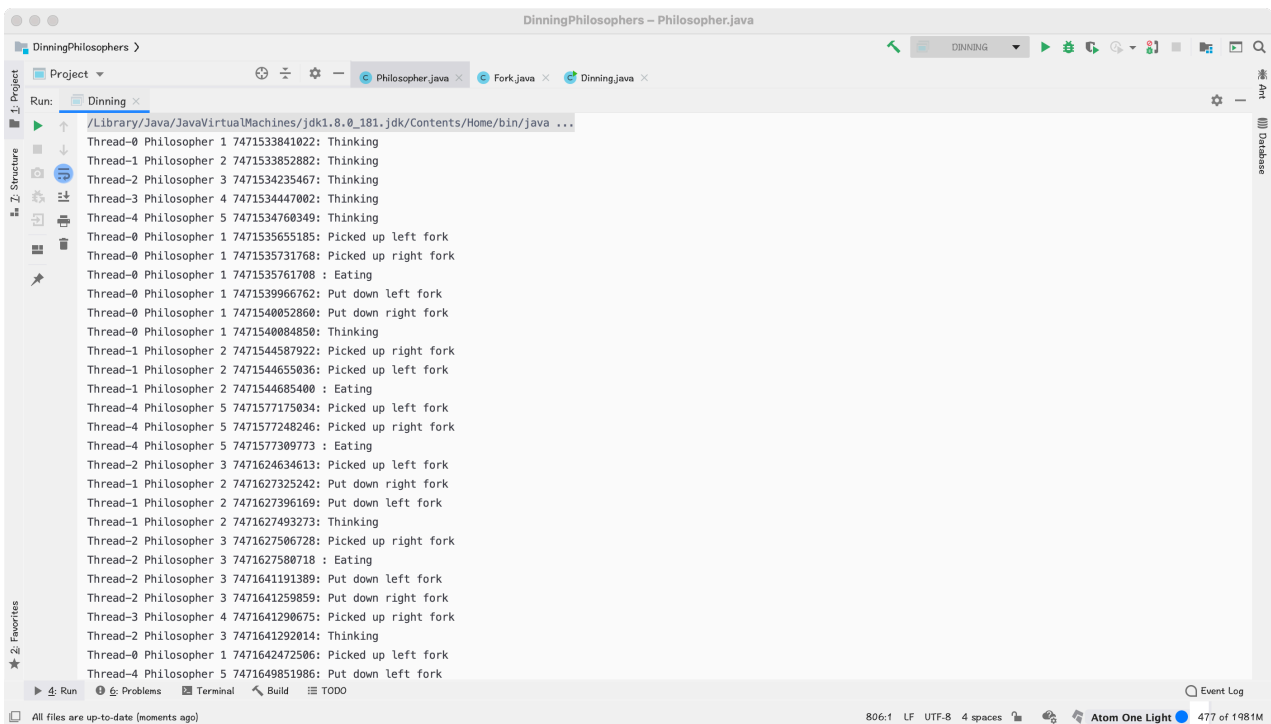 DinningPhilosophers – Philosopher.java
DinningPhilosophers
DINNING
Project
Philosopher.java
Fork.java
Dinning.java
Run:
Dinning
1: Project
7: Structure
2: Favorites
Ant
Database
/Library/Java/JavaVirtualMachines/jdk1.8.0_181.jdk/Contents/Home/bin/java ...
Thread-0 Philosopher 1 7471533841022: Thinking
Thread-1 Philosopher 2 7471533852882: Thinking
Thread-2 Philosopher 3 7471534235467: Thinking
Thread-3 Philosopher 4 7471534447002: Thinking
Thread-4 Philosopher 5 7471534760349: Thinking
Thread-0 Philosopher 1 7471535655185: Picked up left fork
Thread-0 Philosopher 1 7471535731768: Picked up right fork
Thread-0 Philosopher 1 7471535761708 : Eating
Thread-0 Philosopher 1 7471539966762: Put down left fork
Thread-0 Philosopher 1 7471540052860: Put down right fork
Thread-0 Philosopher 1 7471540084850: Thinking
Thread-1 Philosopher 2 7471544587922: Picked up right fork
Thread-1 Philosopher 2 7471544655036: Picked up left fork
Thread-1 Philosopher 2 7471544685400 : Eating
Thread-4 Philosopher 5 7471577175034: Picked up left fork
Thread-4 Philosopher 5 7471577248246: Picked up right fork
Thread-4 Philosopher 5 7471577309773 : Eating
Thread-2 Philosopher 3 7471624634613: Picked up left fork
Thread-1 Philosopher 2 7471627325242: Put down right fork
Thread-1 Philosopher 2 7471627396169: Put down left fork
Thread-1 Philosopher 2 7471627493273: Thinking
Thread-2 Philosopher 3 7471627506728: Picked up right fork
Thread-2 Philosopher 3 7471627580718 : Eating
Thread-2 Philosopher 3 7471641191389: Put down left fork
Thread-2 Philosopher 3 7471641259859: Put down right fork
Thread-3 Philosopher 4 7471641290675: Picked up right fork
Thread-2 Philosopher 3 7471641292014: Thinking
Thread-0 Philosopher 1 7471642472506: Picked up left fork
Thread-4 Philosopher 5 7471649851986: Put down left fork
4: Run
6: Problems
Terminal
Build
TODO
Event Log
All files are up-to-date (moments ago)
806:1 LF UTF-8 4 spaces Atom One Light 477 of 1981M